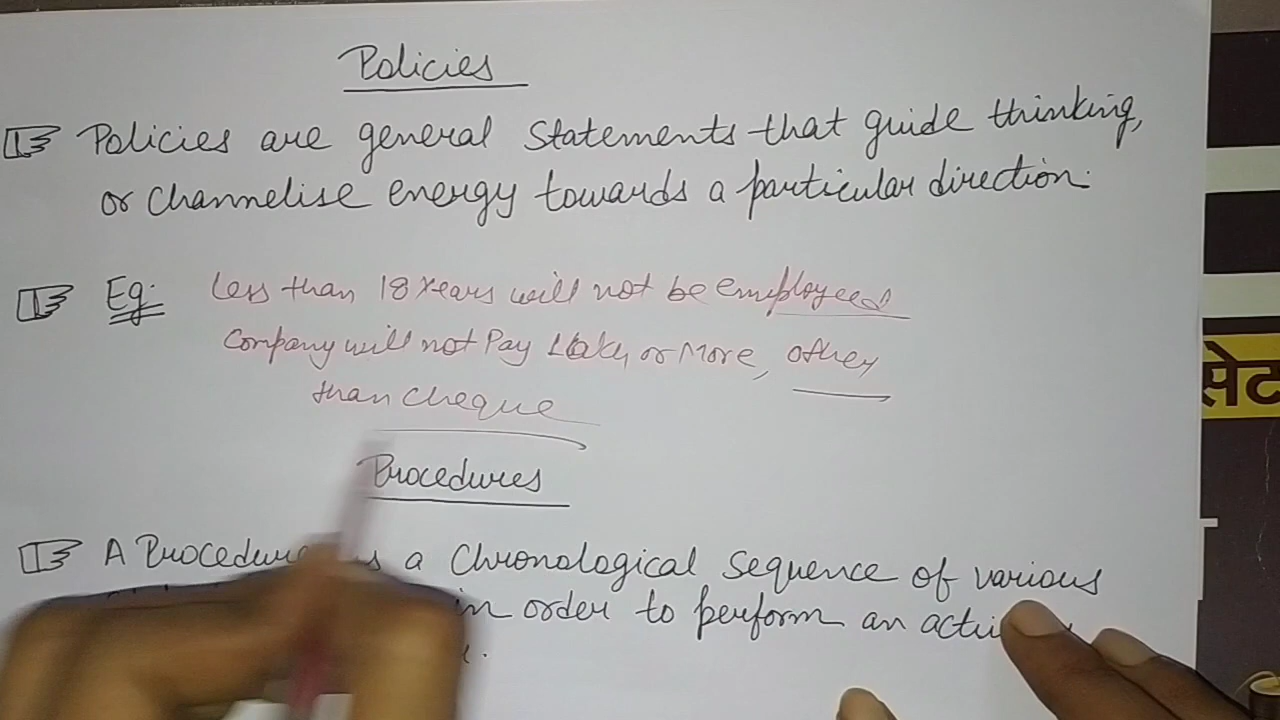 Policies
Policies are general Statements that guide thinking,
or Channelise energy towards a particular direction.
Eg:
Less than 18 Years will not be employeed
Company will not Pay 1 lakh or More, other
than cheque
Procedures
A Procedure is a Chronological Sequence of various
in order to perform an
सेट